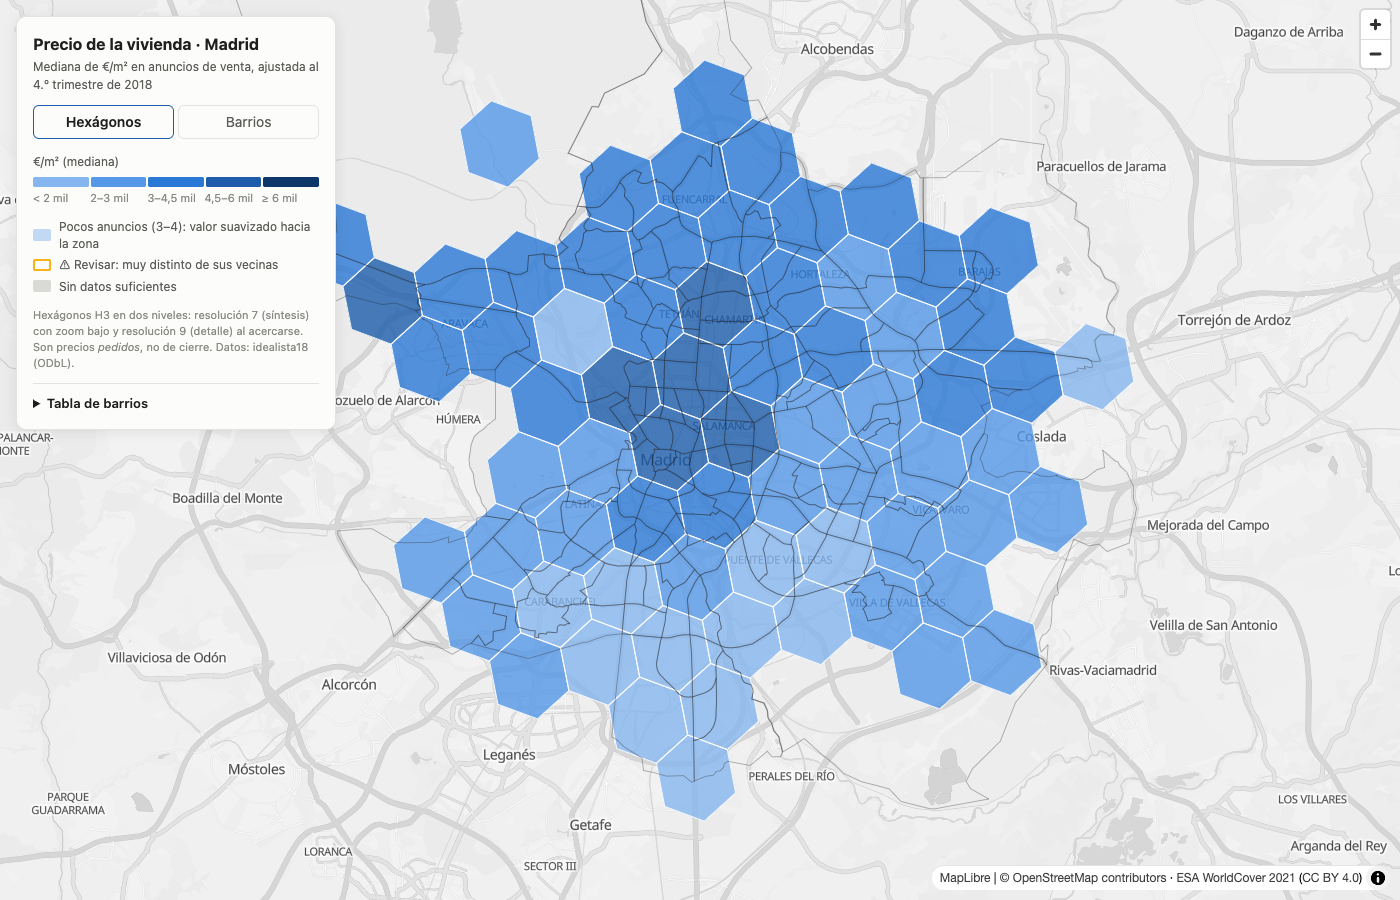 Precio de la vivienda · Madrid
Mediana de €/m² en anuncios de venta, ajustada al
4.º trimestre de 2018
Hexágonos
Barrios
€/m² (mediana)
< 2 mil
2–3 mil
3–4,5 mil
4,5–6 mil
≥ 6 mil
Pocos anuncios (3–4): valor suavizado hacia
la zona
⚠ Revisar: muy distinto de sus vecinas
Sin datos suficientes
Hexágonos H3 en dos niveles: resolución 7 (síntesis)
con zoom bajo y resolución 9 (detalle) al acercarse.
Son precios pedidos, no de cierre. Datos: idealista18
(ODbL).
▶ Tabla de barrios
+
−
Alcobendas
Daganzo de Arriba
Paracuellos de Jarama
FUENCARRAL
HORTALEZA
BARAJAS
TETUÁN
CHAMARTÍN
ARAVACA
Torrejón de Ardoz
ozuelo de Alarcón
HÚMERA
SALAMANCA
Coslada
Madrid
PALANCAR-
MONTE
Boadilla del Monte
LATINA
VICÁLVARO
Mejorada del Campo
PUENTE DE VALLECAS
CARABANCHEL
VILLA DE VALLECAS
Velilla de San Antonio
Villaviciosa de Odón
Rivas-Vaciamadrid
Alcorcón
Leganés
Móstoles
PERALES DEL RÍO
PARQUE
GUADARRAMA
LOS VILLARES
Getafe
Arganda del Rey
LORANCA
SECTOR III
MapLibre | © OpenStreetMap contributors · ESA WorldCover 2021 (CC BY 4.0)